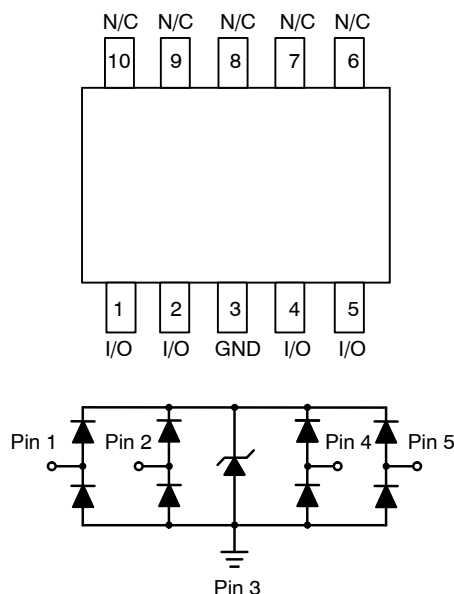 N/C N/C N/C N/C N/C
10 9 8 7 6
1 2 3 4 5
I/O I/O GND I/O I/O
Pin 1 Pin 2 Pin 4 Pin 5
Pin 3